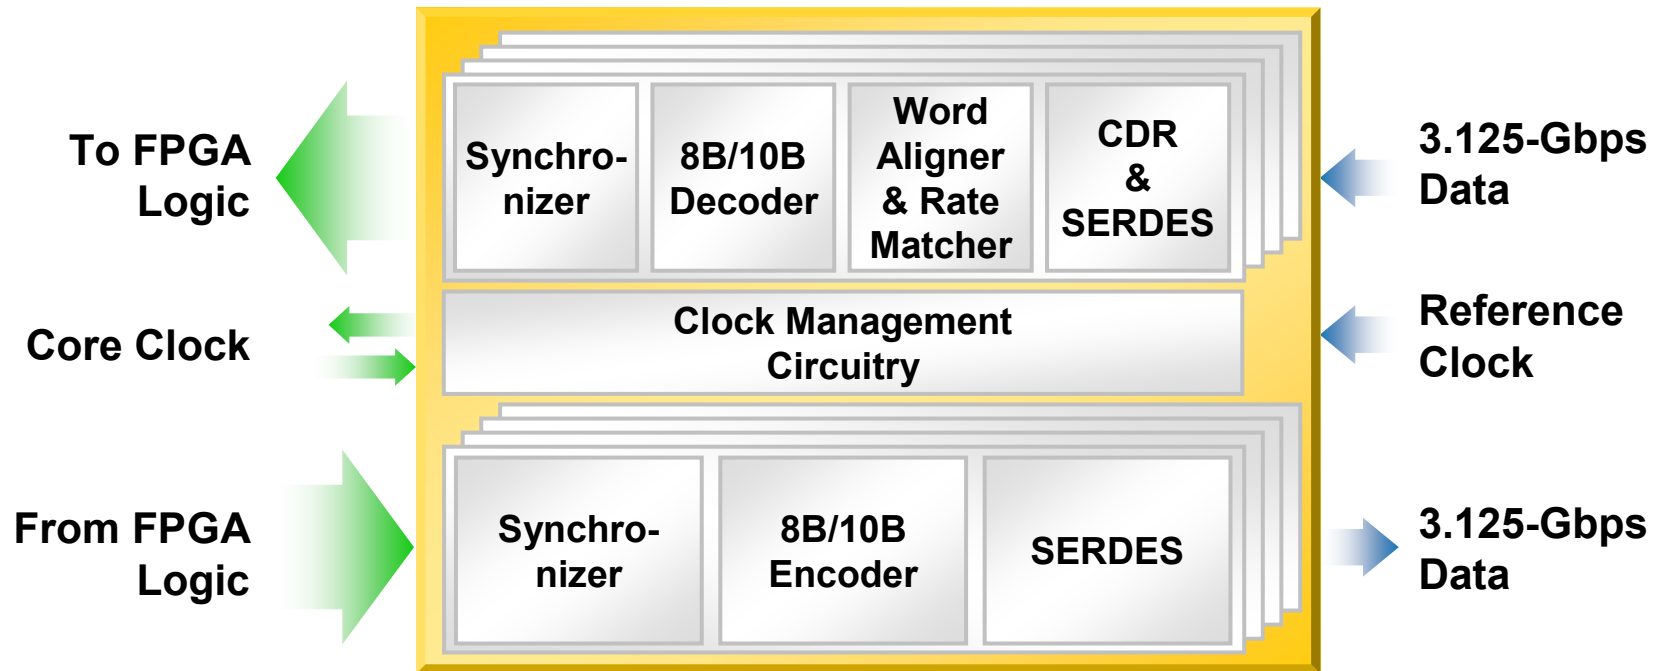 To FPGA
Logic
Synchro-
nizer
8B/10B
Decoder
Word
Aligner
& Rate
Matcher
CDR
&
SERDES
3.125-Gbps
Data
Core Clock
Clock Management
Circuitry
Reference
Clock
From FPGA
Logic
Synchro-
nizer
8B/10B
Encoder
SERDES
3.125-Gbps
Data